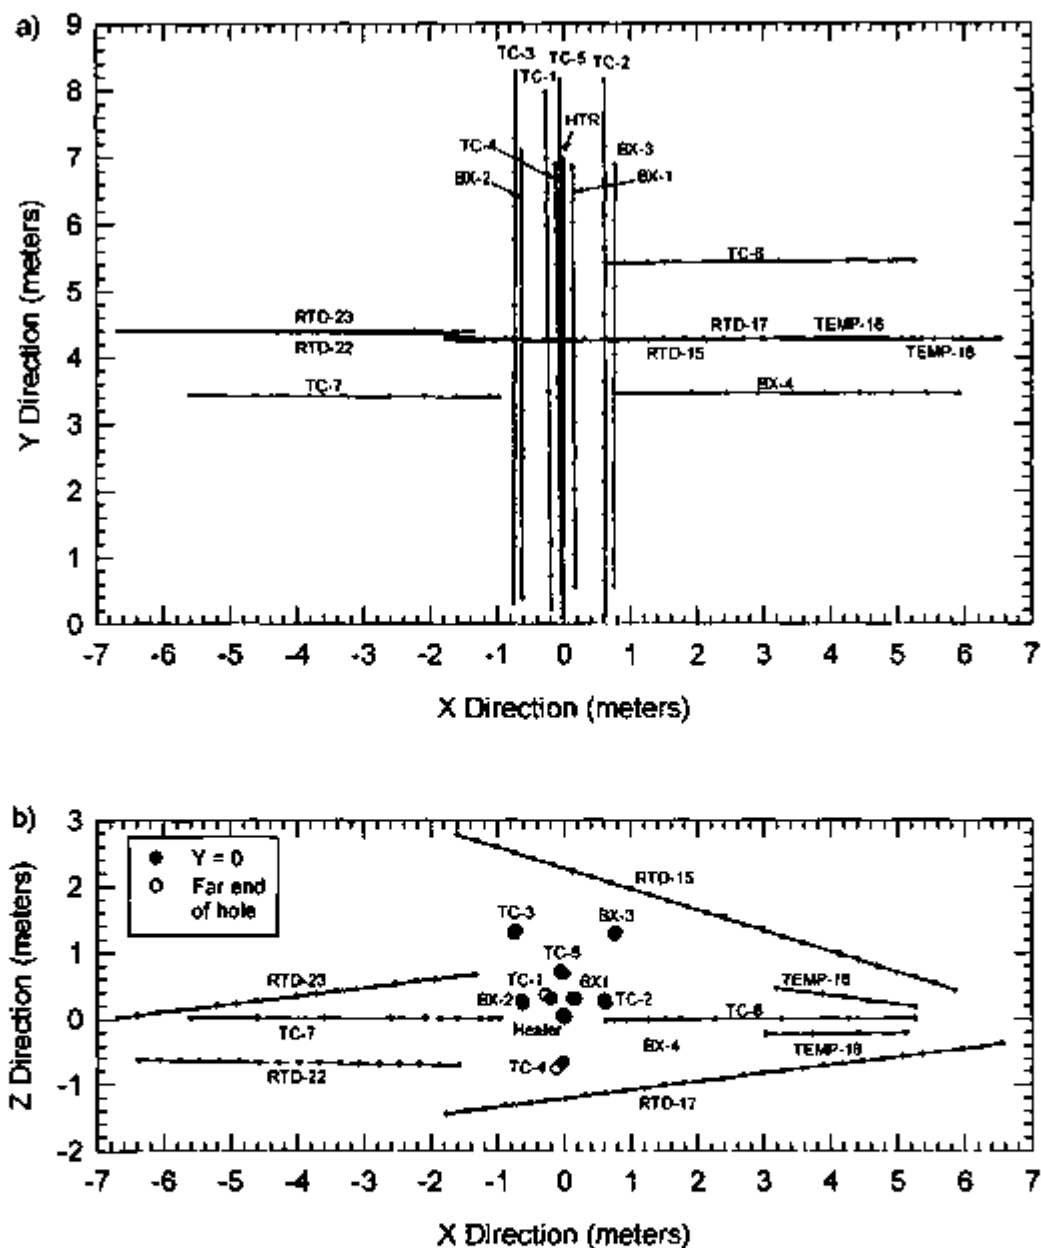 a)
9
8
7
6
5
4
3
2
1
0
Y Direction (meters)
TC-3
TC-5
TC-2
TC-1
HTR
TC-4
BX-3
BX-2
BX-1
TC-6
RTD-23
RTD-17
TEMP-16
RTD-22
RTD-15
TEMP-18
TC-7
BX-4
-7 -6 -5 -4 -3 -2 -1 0 1 2 3 4 5 6 7
X Direction (meters)
b)
3
2
1
0
-1
-2
Z Direction (meters)
Y = 0
Far end
of hole
RTD-15
TC-3
BX-3
TC-5
RTD-23
TC-1
BX1
TEMP-16
BX-2
TC-2
TC-6
TC-7
Heater
BX-4
TEMP-18
RTD-22
TC-4
RTD-17
-7 -6 -5 -4 -3 -2 -1 0 1 2 3 4 5 6 7
X Direction (meters)